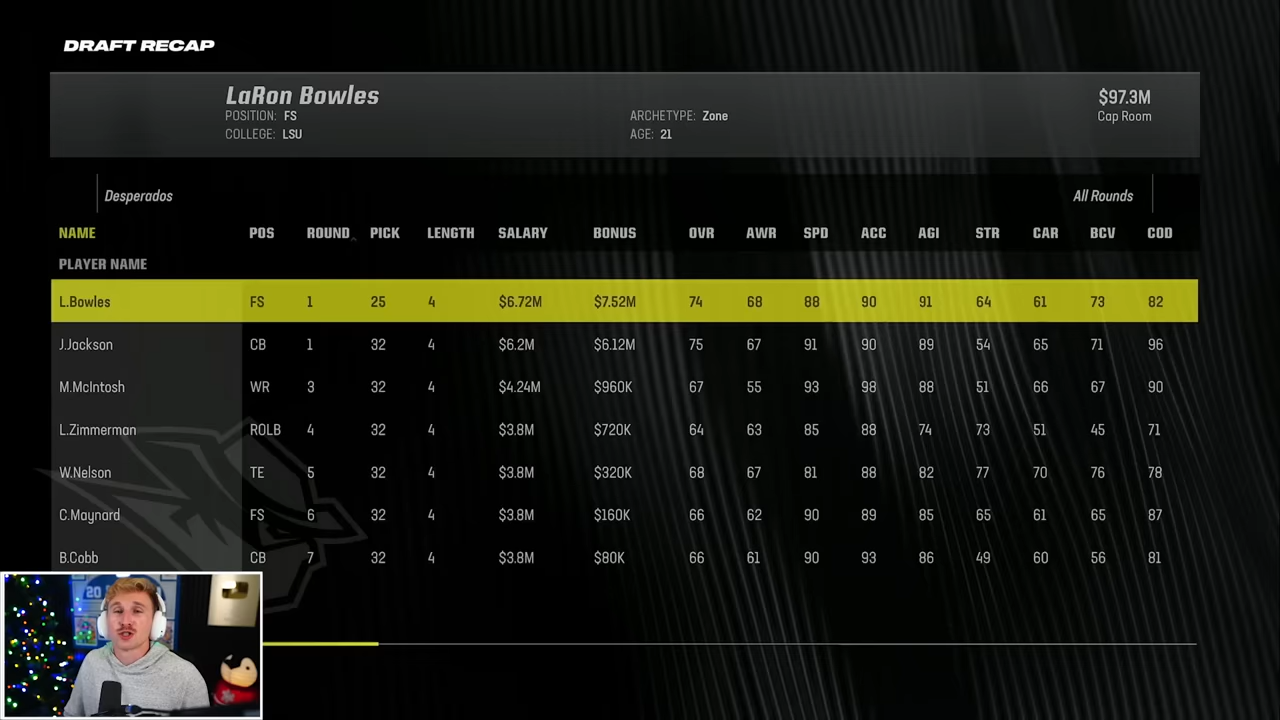 DRAFT RECAP
LaRon Bowles
POSITION: FS
COLLEGE: LSU
ARCHETYPE: Zone
AGE: 21
$97.3M
Cap Room
Desperados
All Rounds
NAME POS ROUND PICK LENGTH SALARY BONUS OVR AWR SPD ACC AGI STR CAR BCV COD
PLAYER NAME
L.Bowles FS 1 25 4 $6.72M $7.52M 74 68 88 90 91 64 61 73 82
J.Jackson CB 1 32 4 $6.2M $6.12M 75 67 91 90 89 54 65 71 96
M.McIntosh WR 3 32 4 $4.24M $960K 67 55 93 98 88 51 66 67 90
L.Zimmerman ROLB 4 32 4 $3.8M $720K 64 63 85 88 74 73 51 45 71
W.Nelson TE 5 32 4 $3.8M $320K 68 67 81 88 82 77 70 76 78
C.Maynard FS 6 32 4 $3.8M $160K 66 62 90 89 85 65 61 65 87
B.Cobb CB 7 32 4 $3.8M $80K 66 61 90 93 86 49 60 56 81